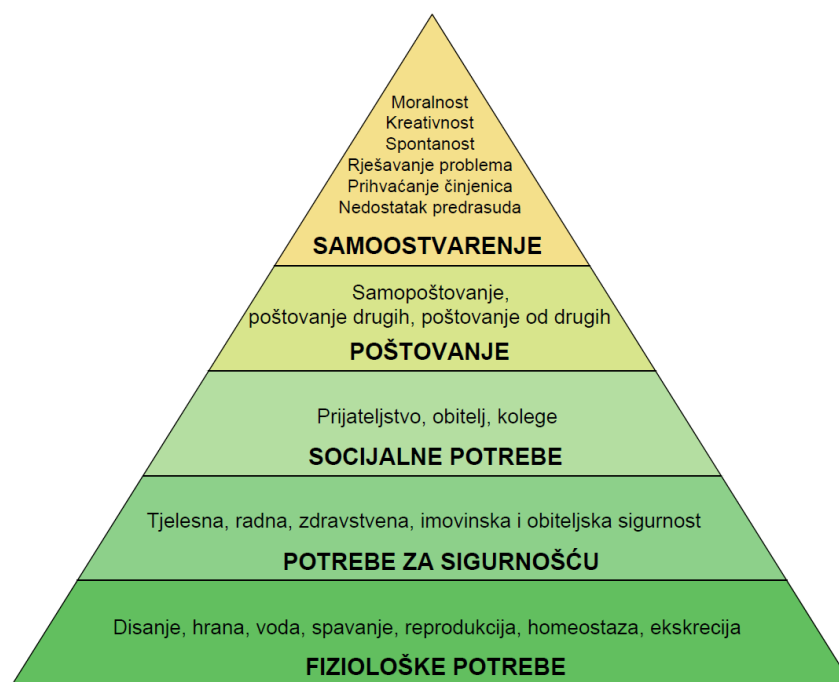 Moralnost
Kreativnost
Spontanost
Rješavanje problema
Prihvaćanje činjenica
Nedostatak predrasuda
SAMOOSTVARENJE
Samopoštovanje,
poštovanje drugih, poštovanje od drugih
POŠTOVANJE
Prijateljstvo, obitelj, kolege
SOCIJALNE POTREBE
Tjelesna, radna, zdravstvena, imovinska i obiteljska sigurnost
POTREBE ZA SIGURNOŠĆU
Disanje, hrana, voda, spavanje, reprodukcija, homeostaza, ekskrecija
FIZIOLOŠKE POTREBE